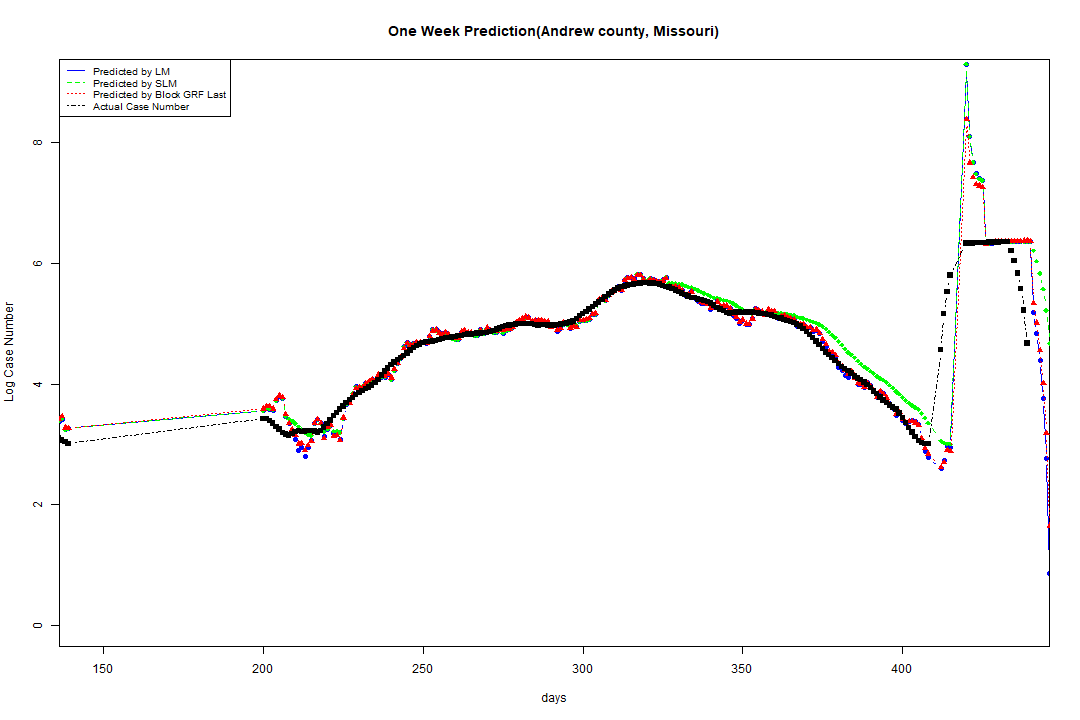 One Week Prediction(Andrew county, Missouri)
Predicted by LM
Predicted by SLM
Predicted by Block GRF Last
Actual Case Number
Log Case Number
8
6
4
2
0
150 200 250 300 350 400
days